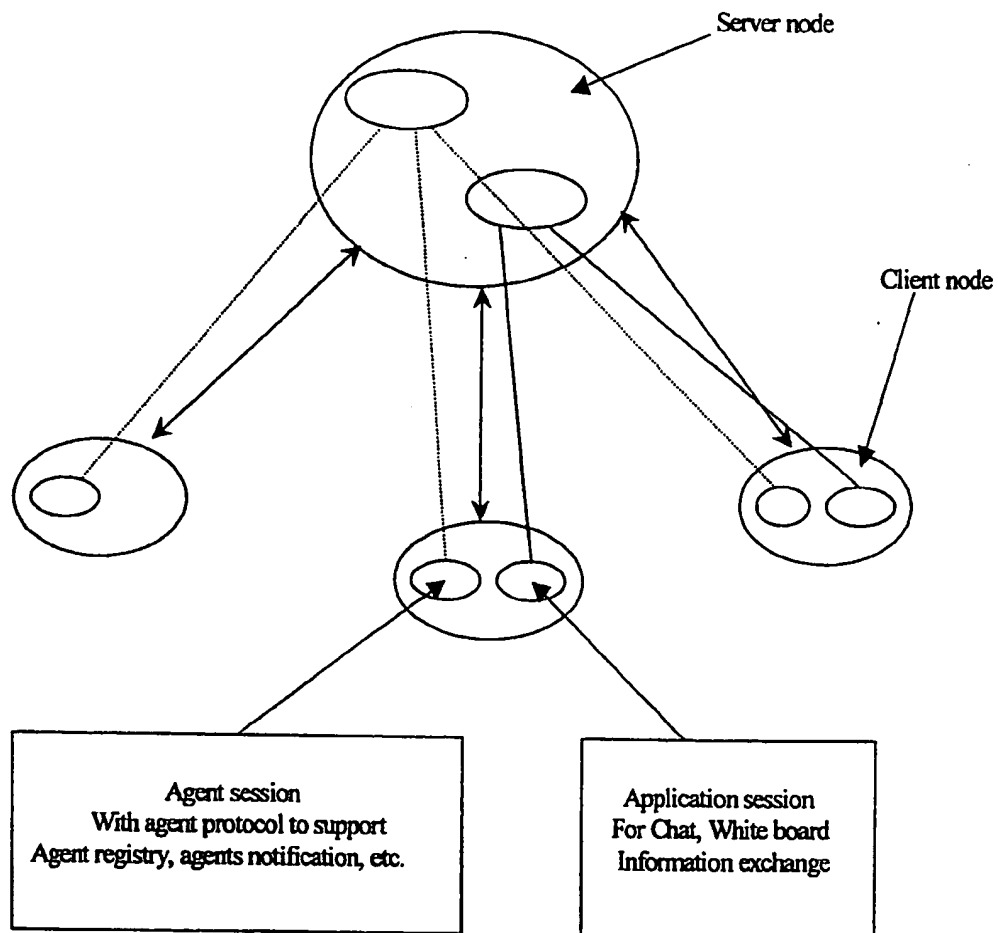 Server node
Client node
Agent session
With agent protocol to support
Agent registry, agents notification, etc.
Application session
For Chat, White board
Information exchange